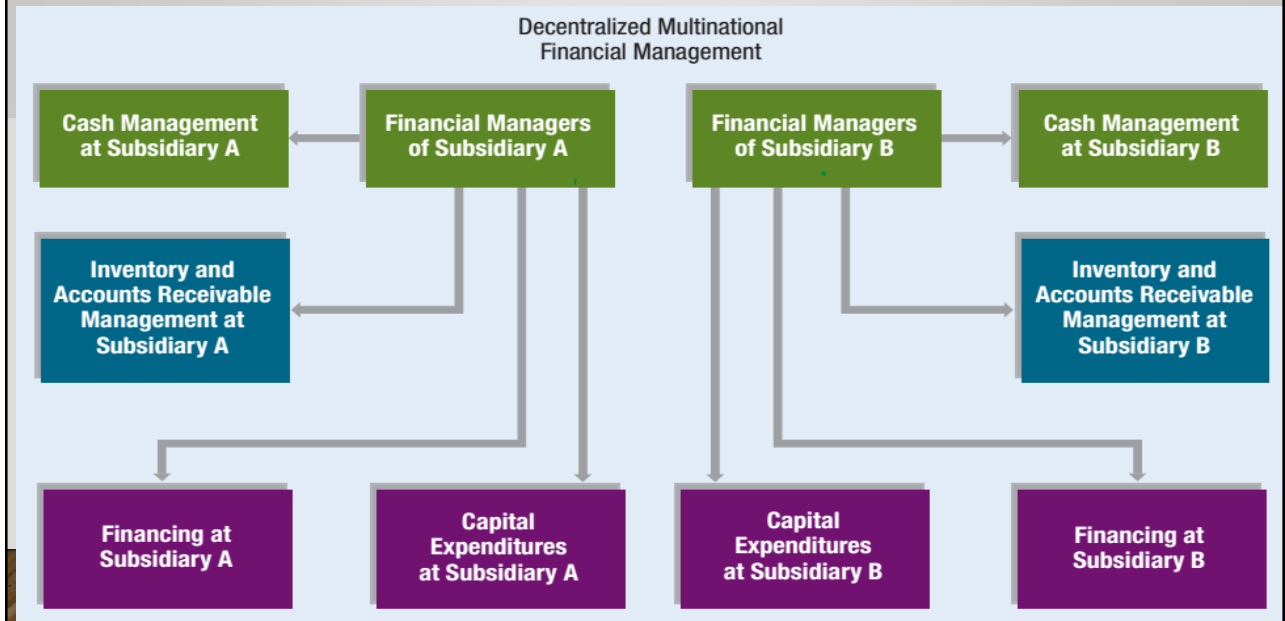 Decentralized Multinational
Financial Management
Cash Management
at Subsidiary A
Financial Managers
of Subsidiary A
Financial Managers
of Subsidiary B
Cash Management
at Subsidiary B
Inventory and
Accounts Receivable
Management at
Subsidiary A
Inventory and
Accounts Receivable
Management at
Subsidiary B
Financing at
Subsidiary A
Capital
Expenditures
at Subsidiary A
Capital
Expenditures
at Subsidiary B
Financing at
Subsidiary B